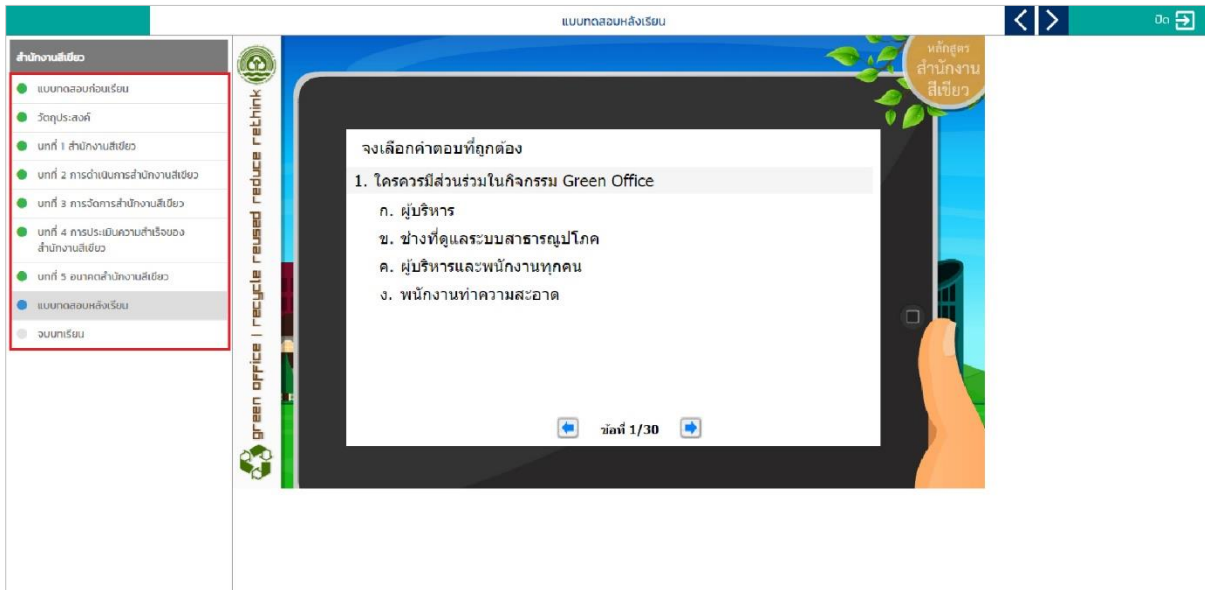 แบบทดสอบหลังเรียน
ปิด
สำนักงานสีเขียว
แบบทดสอบก่อนเรียน
วัตถุประสงค์
บทที่ 1 สำนักงานสีเขียว
บทที่ 2 การดำเนินการสำนักงานสีเขียว
บทที่ 3 การจัดการสำนักงานสีเขียว
บทที่ 4 การประเมินความสำเร็จของ
สำนักงานสีเขียว
บทที่ 5 อนาคตสำนักงานสีเขียว
แบบทดสอบหลังเรียน
จบบทเรียน
green office | recycle reused reduce rethink
หลักสูตร
สำนักงาน
สีเขียว
จงเลือกคำตอบที่ถูกต้อง
1. ใครควรมีส่วนร่วมในกิจกรรม Green Office
ก. ผู้บริหาร
ข. ช่างที่ดูแลระบบสาธารณูปโภค
ค. ผู้บริหารและพนักงานทุกคน
ง. พนักงานทำความสะอาด
ข้อที่ 1/30